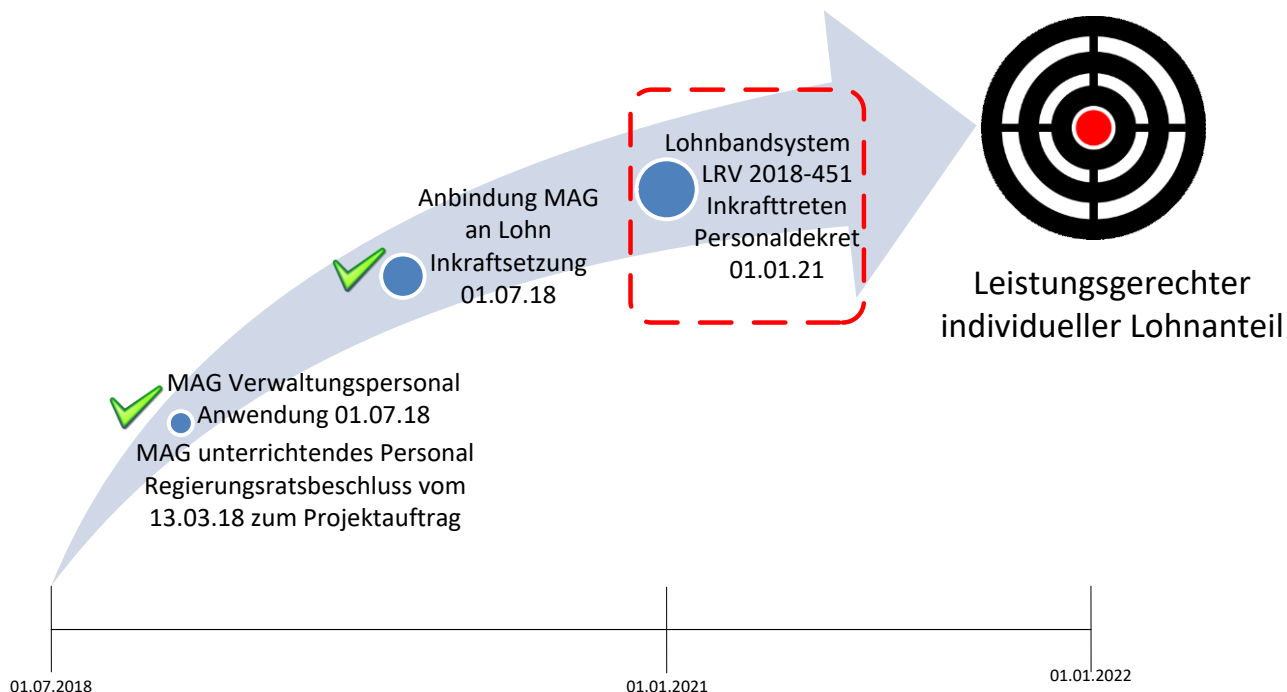 Lohnbandsystem
LRV 2018-451
Inkrafttreten
Personaldekret
01.01.21
Anbindung MAG
an Lohn
Inkraftsetzung
01.07.18
Leistungsgerechter
individueller Lohnanteil
MAG Verwaltungspersonal
Anwendung 01.07.18
MAG unterrichtendes Personal
Regierungsratsbeschluss vom
13.03.18 zum Projektauftrag
01.07.2018
01.01.2021
01.01.2022